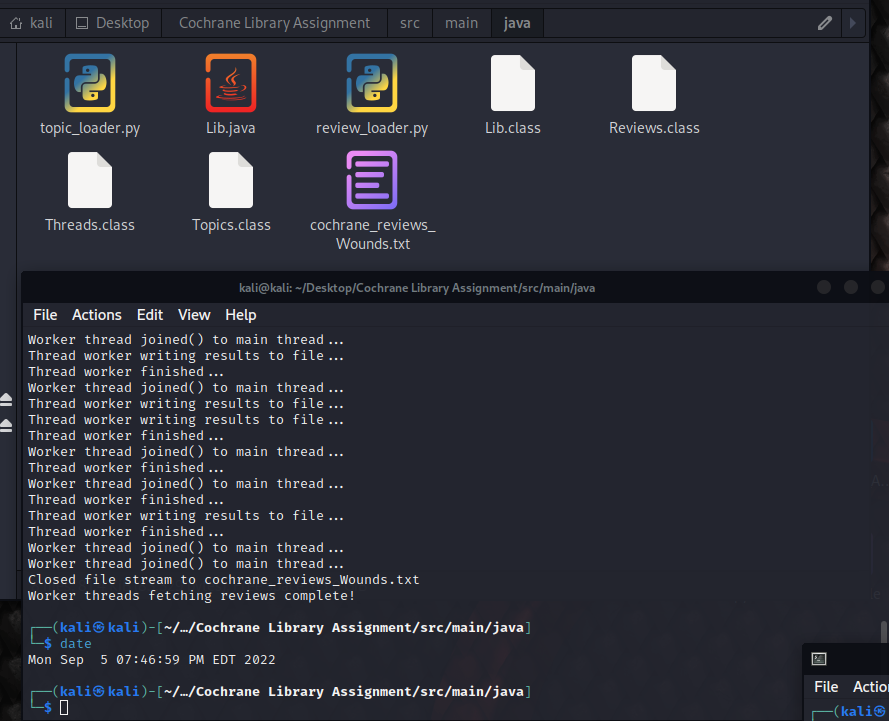 kali Desktop Cochrane Library Assignment src main java
topic_loader.py Lib.java review_loader.py Lib.class Reviews.class
Threads.class Topics.class cochrane_reviews_
Wounds.txt
kali@kali: ~/Desktop/Cochrane Library Assignment/src/main/java
File Actions Edit View Help
Worker thread joined() to main thread...
Thread worker writing results to file...
Thread worker finished...
Worker thread joined() to main thread...
Thread worker writing results to file...
Thread worker writing results to file...
Thread worker finished...
Worker thread joined() to main thread...
Thread worker finished...
Worker thread joined() to main thread...
Thread worker finished...
Thread worker writing results to file...
Thread worker finished...
Worker thread joined() to main thread...
Worker thread joined() to main thread...
Closed file stream to cochrane_reviews_Wounds.txt
Worker threads fetching reviews complete!
┌──(kali㉿kali)-[~/…/Cochrane Library Assignment/src/main/java]
└─$ date
Mon Sep  5 07:46:59 PM EDT 2022
┌──(kali㉿kali)-[~/…/Cochrane Library Assignment/src/main/java]
└─$
File Actio
┌──(kali㉿